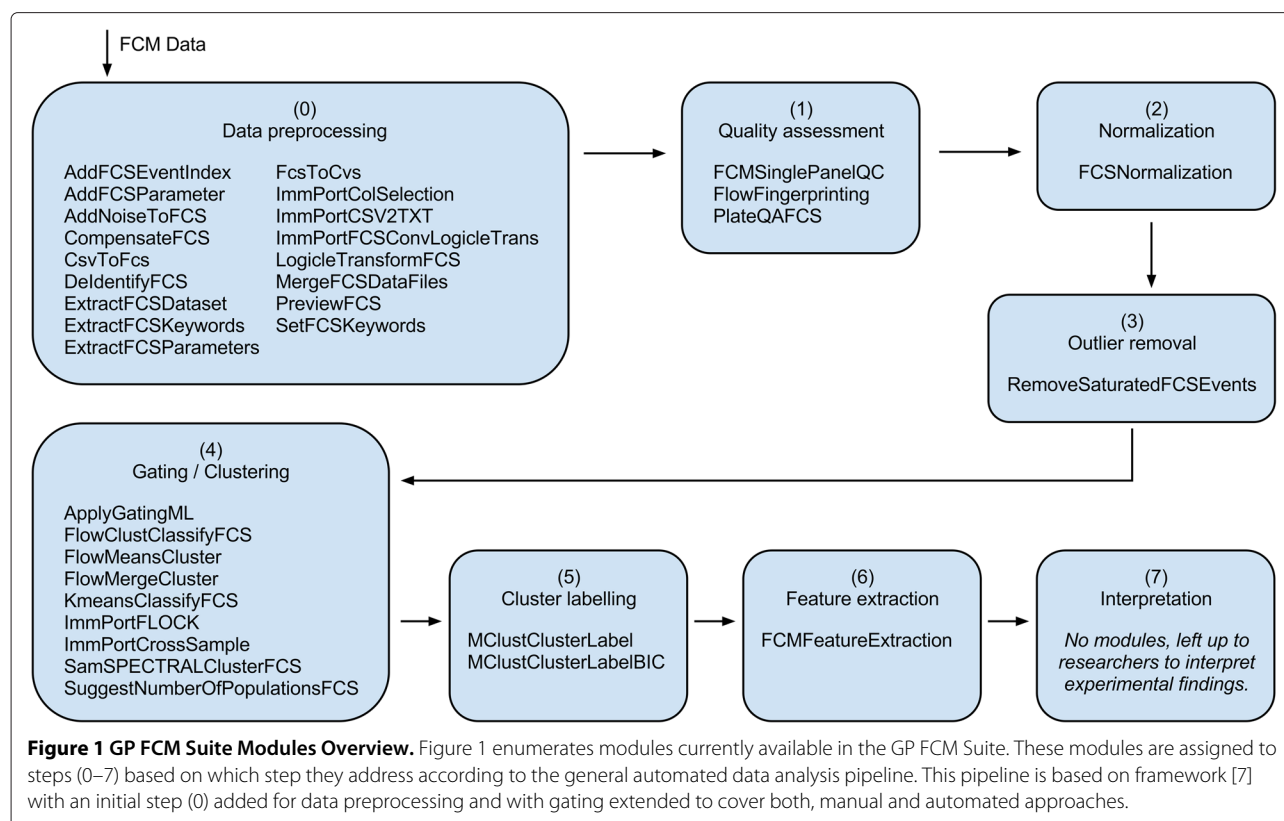 FCM Data
(0)
Data preprocessing
AddFCSEventIndex
AddFCSParameter
AddNoiseToFCS
CompensateFCS
CsvToFcs
DeIdentifyFCS
ExtractFCSDataset
ExtractFCSKeywords
ExtractFCSParameters
FcsToCvs
ImmPortColSelection
ImmPortCSV2TXT
ImmPortFCSConvLogicleTrans
LogicleTransformFCS
MergeFCSDataFiles
PreviewFCS
SetFCSKeywords
(1)
Quality assessment
FCMSinglePanelQC
FlowFingerprinting
PlateQAFCS
(2)
Normalization
FCSNormalization
(3)
Outlier removal
RemoveSaturatedFCSEvents
(4)
Gating / Clustering
ApplyGatingML
FlowClustClassifyFCS
FlowMeansCluster
FlowMergeCluster
KmeansClassifyFCS
ImmPortFLOCK
ImmPortCrossSample
SamSPECTRALClusterFCS
SuggestNumberOfPopulationsFCS
(5)
Cluster labelling
MClustClusterLabel
MClustClusterLabelBIC
(6)
Feature extraction
FCMFeatureExtraction
(7)
Interpretation
No modules, left up to
researchers to interpret
experimental findings.
Figure 1 GP FCM Suite Modules Overview. Figure 1 enumerates modules currently available in the GP FCM Suite. These modules are assigned to
steps (0–7) based on which step they address according to the general automated data analysis pipeline. This pipeline is based on framework [7]
with an initial step (0) added for data preprocessing and with gating extended to cover both, manual and automated approaches.